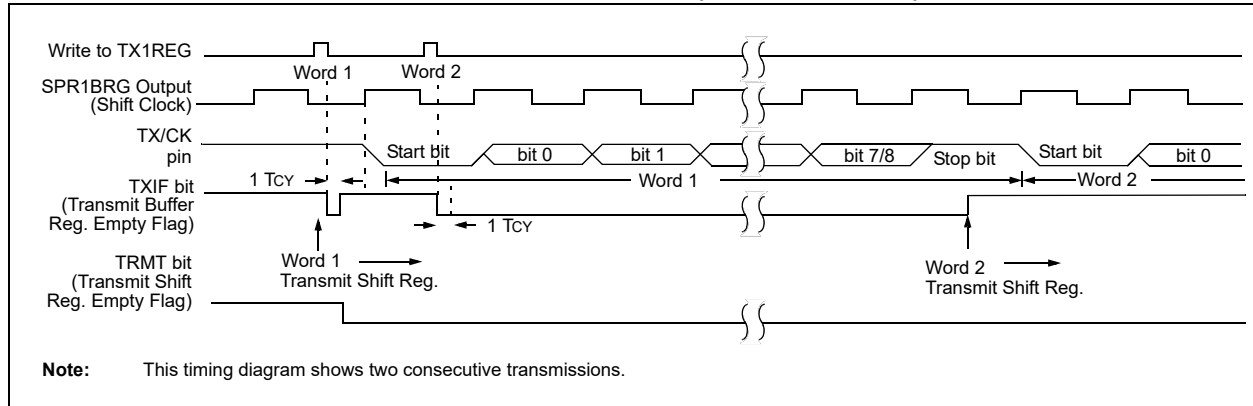 Write to TX1REG
Word 1 Word 2
SPR1BRG Output
(Shift Clock)
TX/CK
pin
Start bit bit 0 bit 1 bit 7/8 Stop bit Start bit bit 0
1 TCY
Word 1 Word 2
TXIF bit
(Transmit Buffer
Reg. Empty Flag)
1 TCY
Word 1
Transmit Shift Reg.
Word 2
Transmit Shift Reg.
TRMT bit
(Transmit Shift
Reg. Empty Flag)
Note: This timing diagram shows two consecutive transmissions.